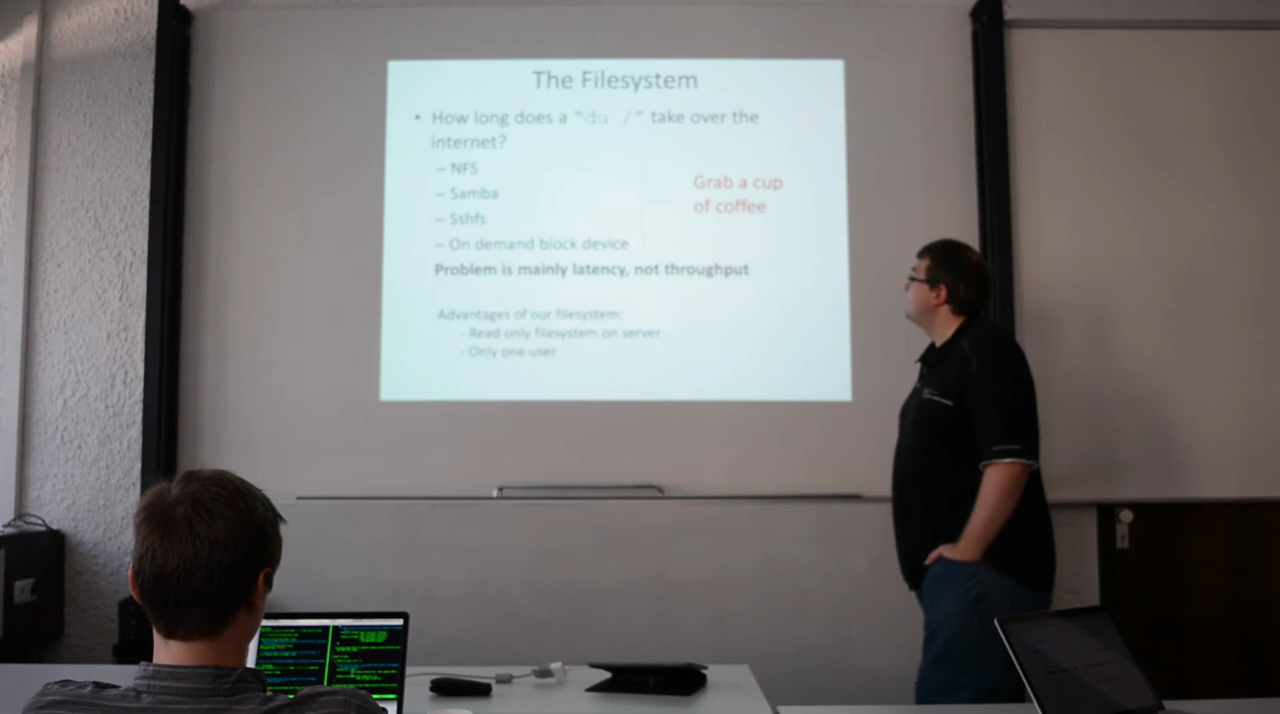 The Filesystem
• How long does a "du /" take over the
internet?
– NFS
– Samba
– Sshfs
– On demand block device
Grab a cup
of coffee
Problem is mainly latency, not throughput
Advantages of our filesystem:
- Read only filesystem on server
- Only one user